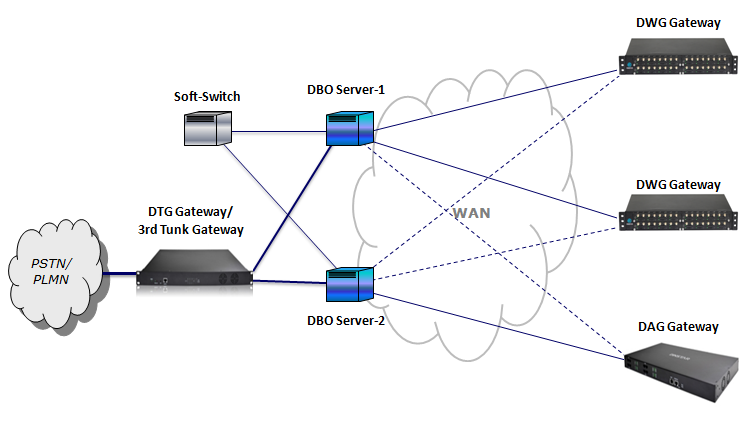 DWG Gateway
DBO Server-1
Soft-Switch
DWG Gateway
DTG Gateway/
3rd Tunk Gateway
WAN
PSTN/
PLMN
DBO Server-2
DAG Gateway